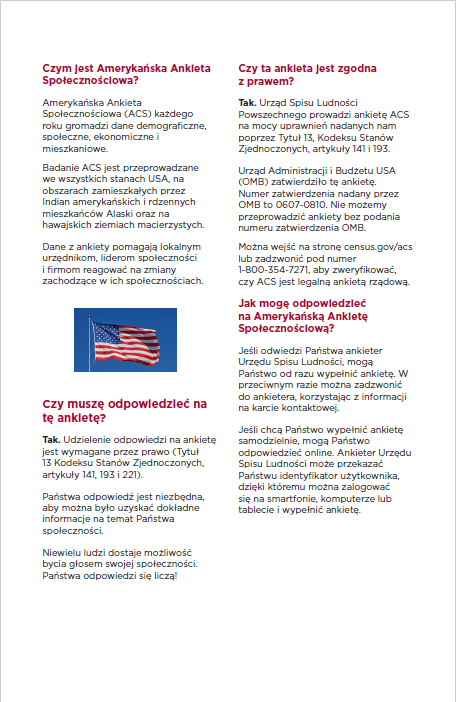 Czym jest Amerykańska Ankieta
Społecznościowa?
Amerykańska Ankieta
Społecznościowa (ACS) każdego
roku gromadzi dane demograficzne,
społeczne, ekonomiczne i
mieszkaniowe.
Badanie ACS jest przeprowadzane
we wszystkich stanach USA, na
obszarach zamieszkałych przez
Indian amerykańskich i rdzennych
mieszkańców Alaski oraz na
hawajskich ziemiach macierzystych.
Dane z ankiety pomagają lokalnym
urzędnikom, liderom społeczności
i firmom reagować na zmiany
zachodzące w ich społecznościach.
Czy muszę odpowiedzieć na
tę ankietę?
Tak. Udzielenie odpowiedzi na ankietę
jest wymagane przez prawo (Tytuł
13 Kodeksu Stanów Zjednoczonych,
artykuły 141, 193 i 221).
Państwa odpowiedź jest niezbędna,
aby można było uzyskać dokładne
informacje na temat Państwa
społeczności.
Niewielu ludzi dostaje możliwość
bycia głosem swojej społeczności.
Państwa odpowiedzi się liczą!
Czy ta ankieta jest zgodna
z prawem?
Tak. Urząd Spisu Ludności
Powszechnego prowadzi ankietę ACS
na mocy uprawnień nadanych nam
poprzez Tytuł 13, Kodeksu Stanów
Zjednoczonych, artykuły 141 i 193.
Urząd Administracji i Budżetu USA
(OMB) zatwierdziło tę ankietę.
Numer zatwierdzenia nadany przez
OMB to 0607-0810. Nie możemy
przeprowadzić ankiety bez podania
numeru zatwierdzenia OMB.
Można wejść na stronę census.gov/acs
lub zadzwonić pod numer
1-800-354-7271, aby zweryfikować,
czy ACS jest legalną ankietą rządową.
Jak mogę odpowiedzieć
na Amerykańską Ankietę
Społecznościową?
Jeśli odwiedzi Państwa ankieter
Urzędu Spisu Ludności, mogą
Państwo od razu wypełnić ankietę. W
przeciwnym razie można zadzwonić
do ankietera, korzystając z informacji
na karcie kontaktowej.
Jeśli chcą Państwo wypełnić ankietę
samodzielnie, mogą Państwo
odpowiedzieć online. Ankieter Urzędu
Spisu Ludności może przekazać
Państwu identyfikator użytkownika,
dzięki któremu można zalogować
się na smartfonie, komputerze lub
tablecie i wypełnić ankietę.